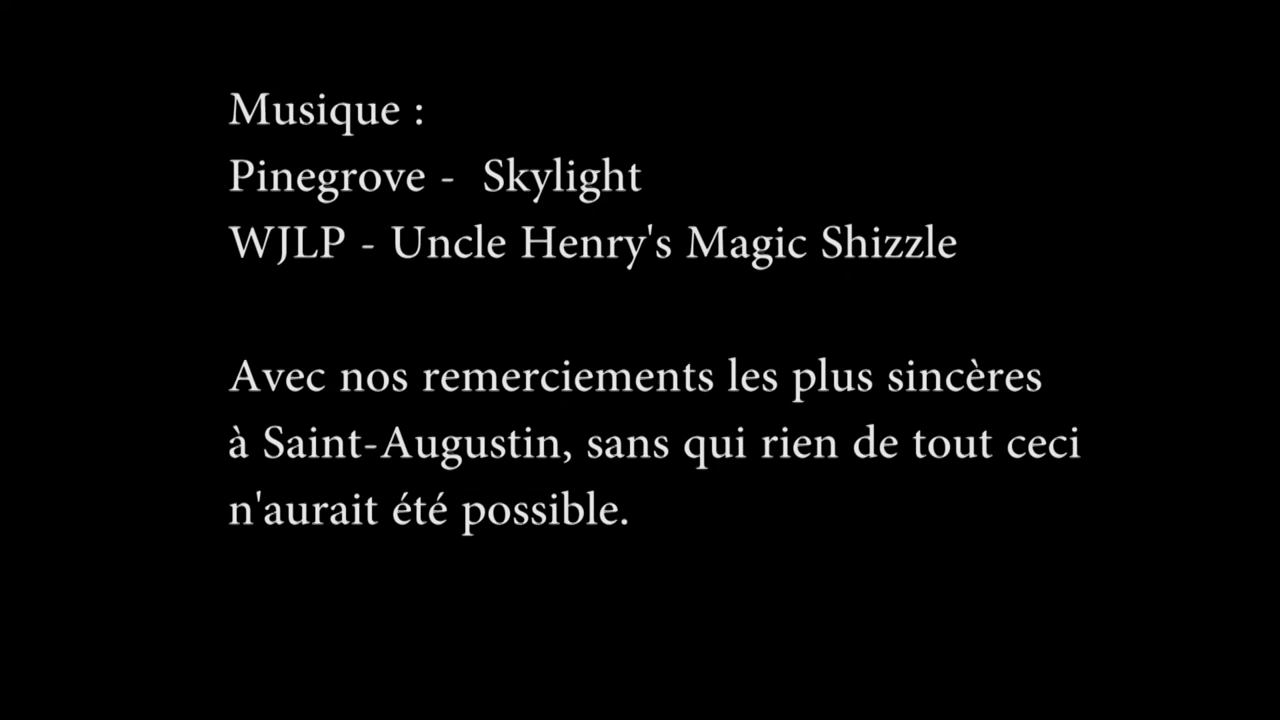 Musique :
Pinegrove -  Skylight
WJLP - Uncle Henry's Magic Shizzle
Avec nos remerciements les plus sincères
à Saint-Augustin, sans qui rien de tout ceci
n'aurait été possible.